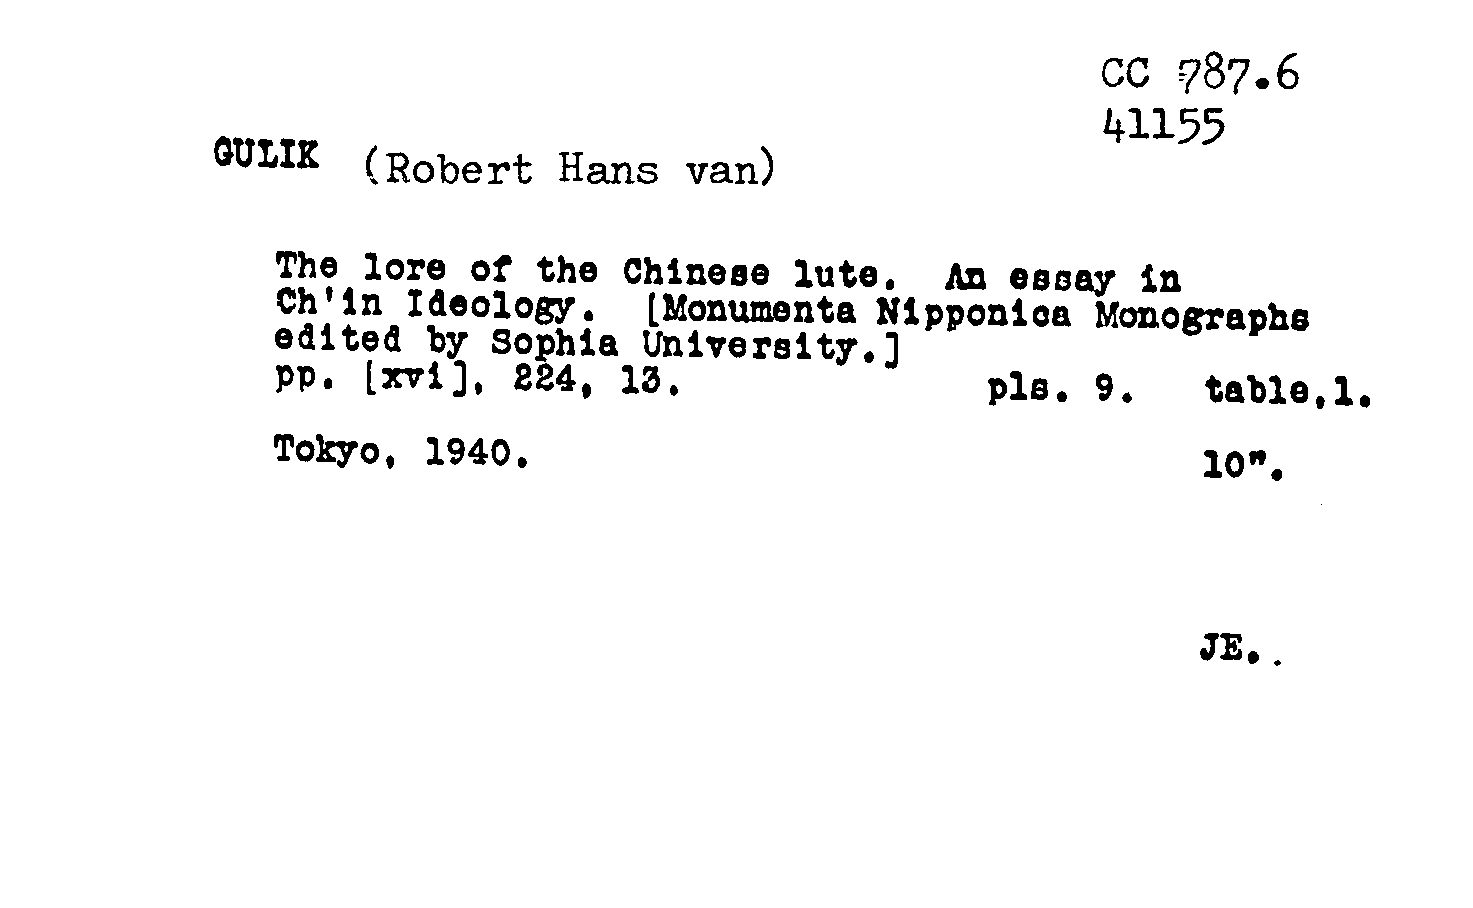 CC 787.6
41155
GULIK (Robert Hans van)
The lore of the Chinese lute. An essay in
Ch'in Ideology. [Monumenta Nipponica Monographs
edited by Sophia University.]
pp. [xvi], 224, 13. pls. 9. table,1.
Tokyo, 1940.
10".
JE.